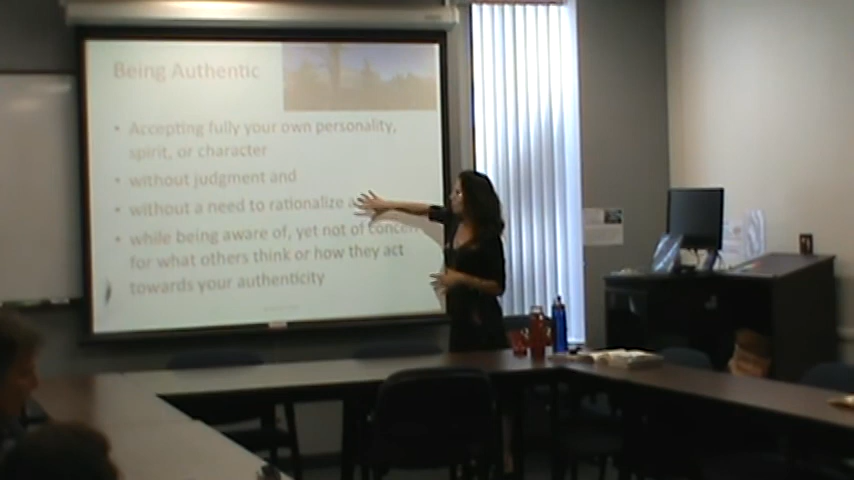 Being Authentic
• Accepting fully your own personality,
spirit, or character
• without judgment and
• without a need to rationalize
• while being aware of, yet not of concern
for what others think or how they act
towards your authenticity